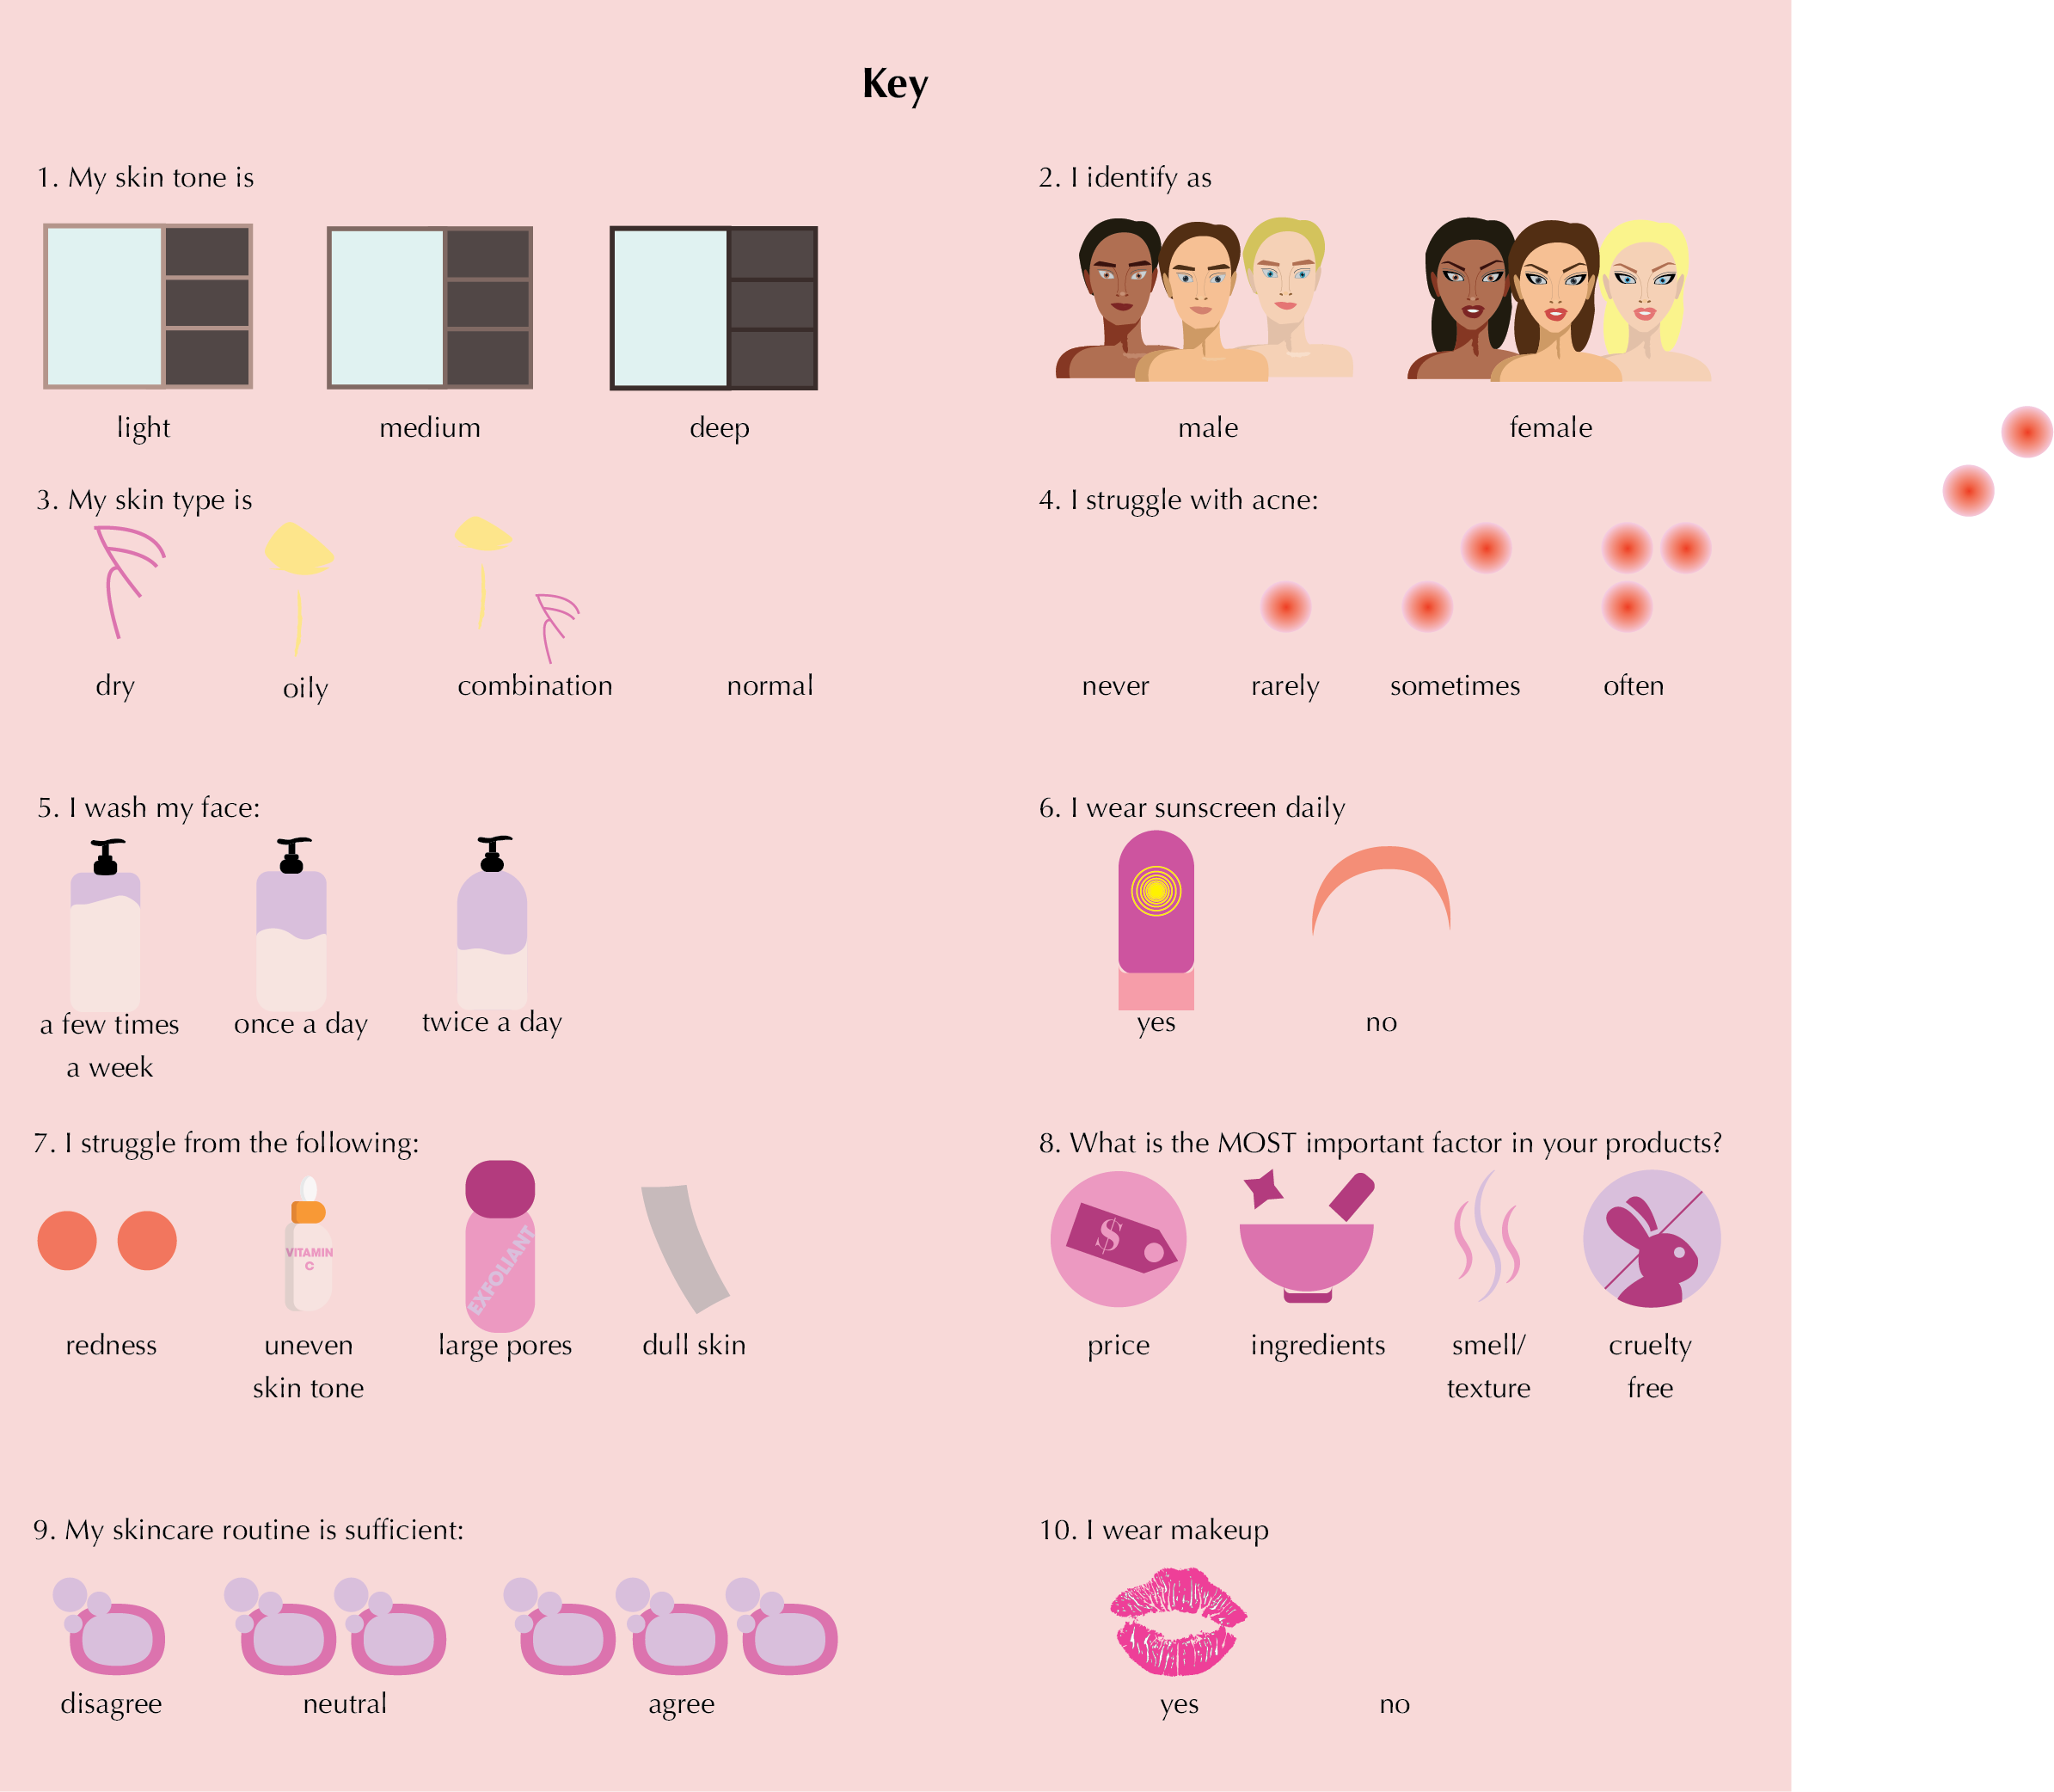 Key
1. My skin tone is
light
medium
deep
2. I identify as
male
female
3. My skin type is
dry
oily
combination
normal
4. I struggle with acne:
never
rarely
sometimes
often
5. I wash my face:
a few times
a week
once a day
twice a day
6. I wear sunscreen daily
yes
no
7. I struggle from the following:
VITAMIN
C
EXFOLIANT
redness
uneven
skin tone
large pores
dull skin
8. What is the MOST important factor in your products?
$
price
ingredients
smell/
texture
cruelty
free
9. My skincare routine is sufficient:
disagree
neutral
agree
10. I wear makeup
yes
no